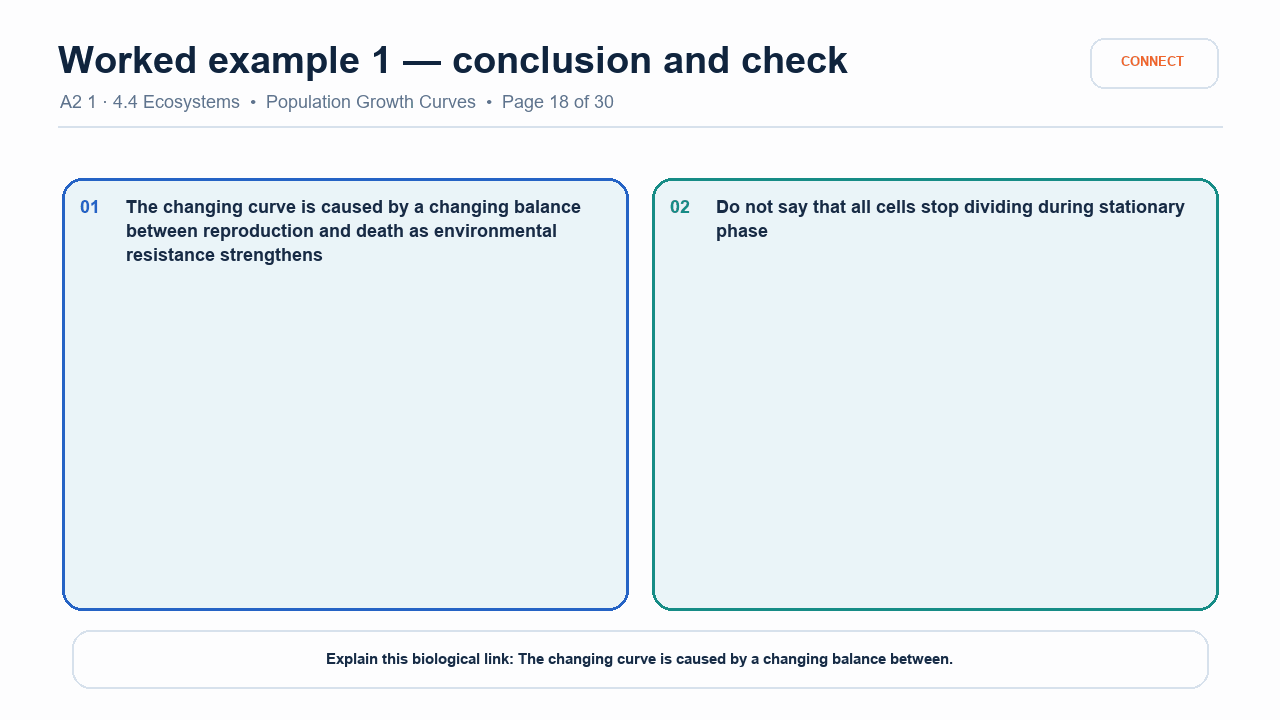 Worked example 1 — conclusion and check
CONNECT
A2 1 · 4.4 Ecosystems • Population Growth Curves • Page 18 of 30
01 The changing curve is caused by a changing balance
between reproduction and death as environmental
resistance strengthens
02 Do not say that all cells stop dividing during stationary
phase
Explain this biological link: The changing curve is caused by a changing balance between.